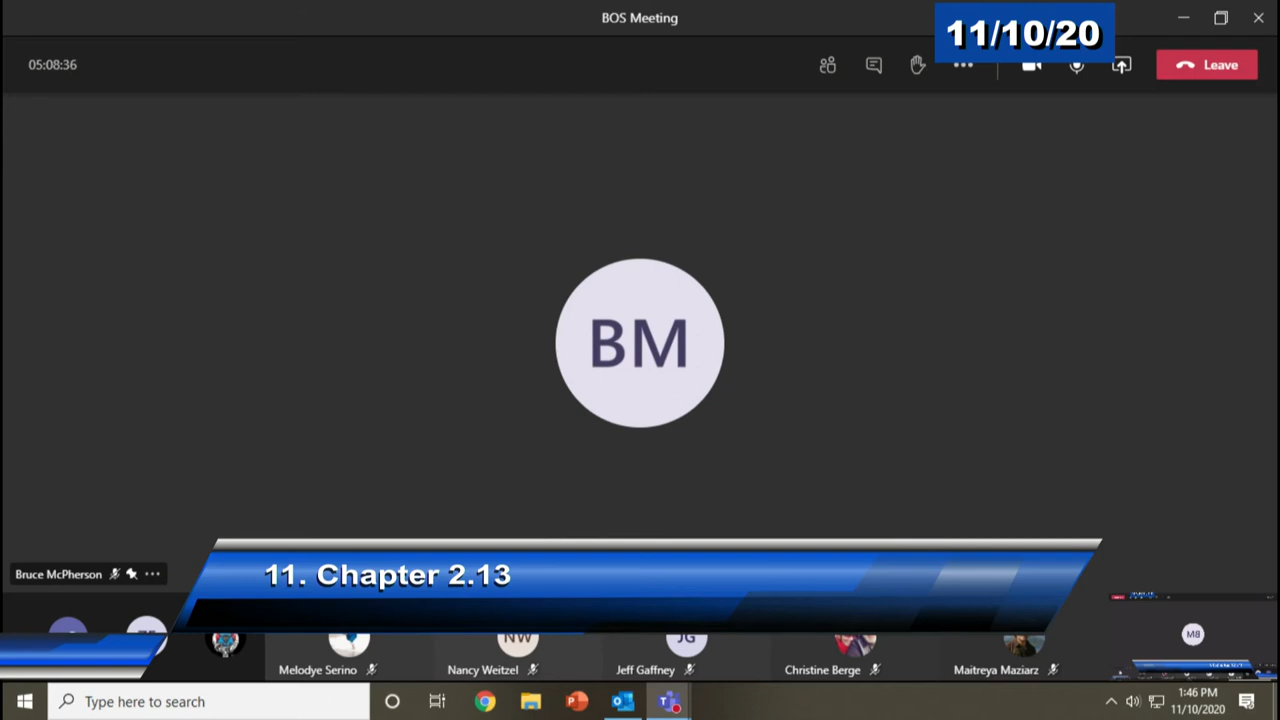 BOS Meeting
11/10/20
05:08:36
Leave
BM
Bruce McPherson
11. Chapter 2.13
NW
JG
MB
Melodye Serino
Nancy Weitzel
Jeff Gaffney
Christine Berge
Maitreya Maziarz
Type here to search
1:46 PM
11/10/2020